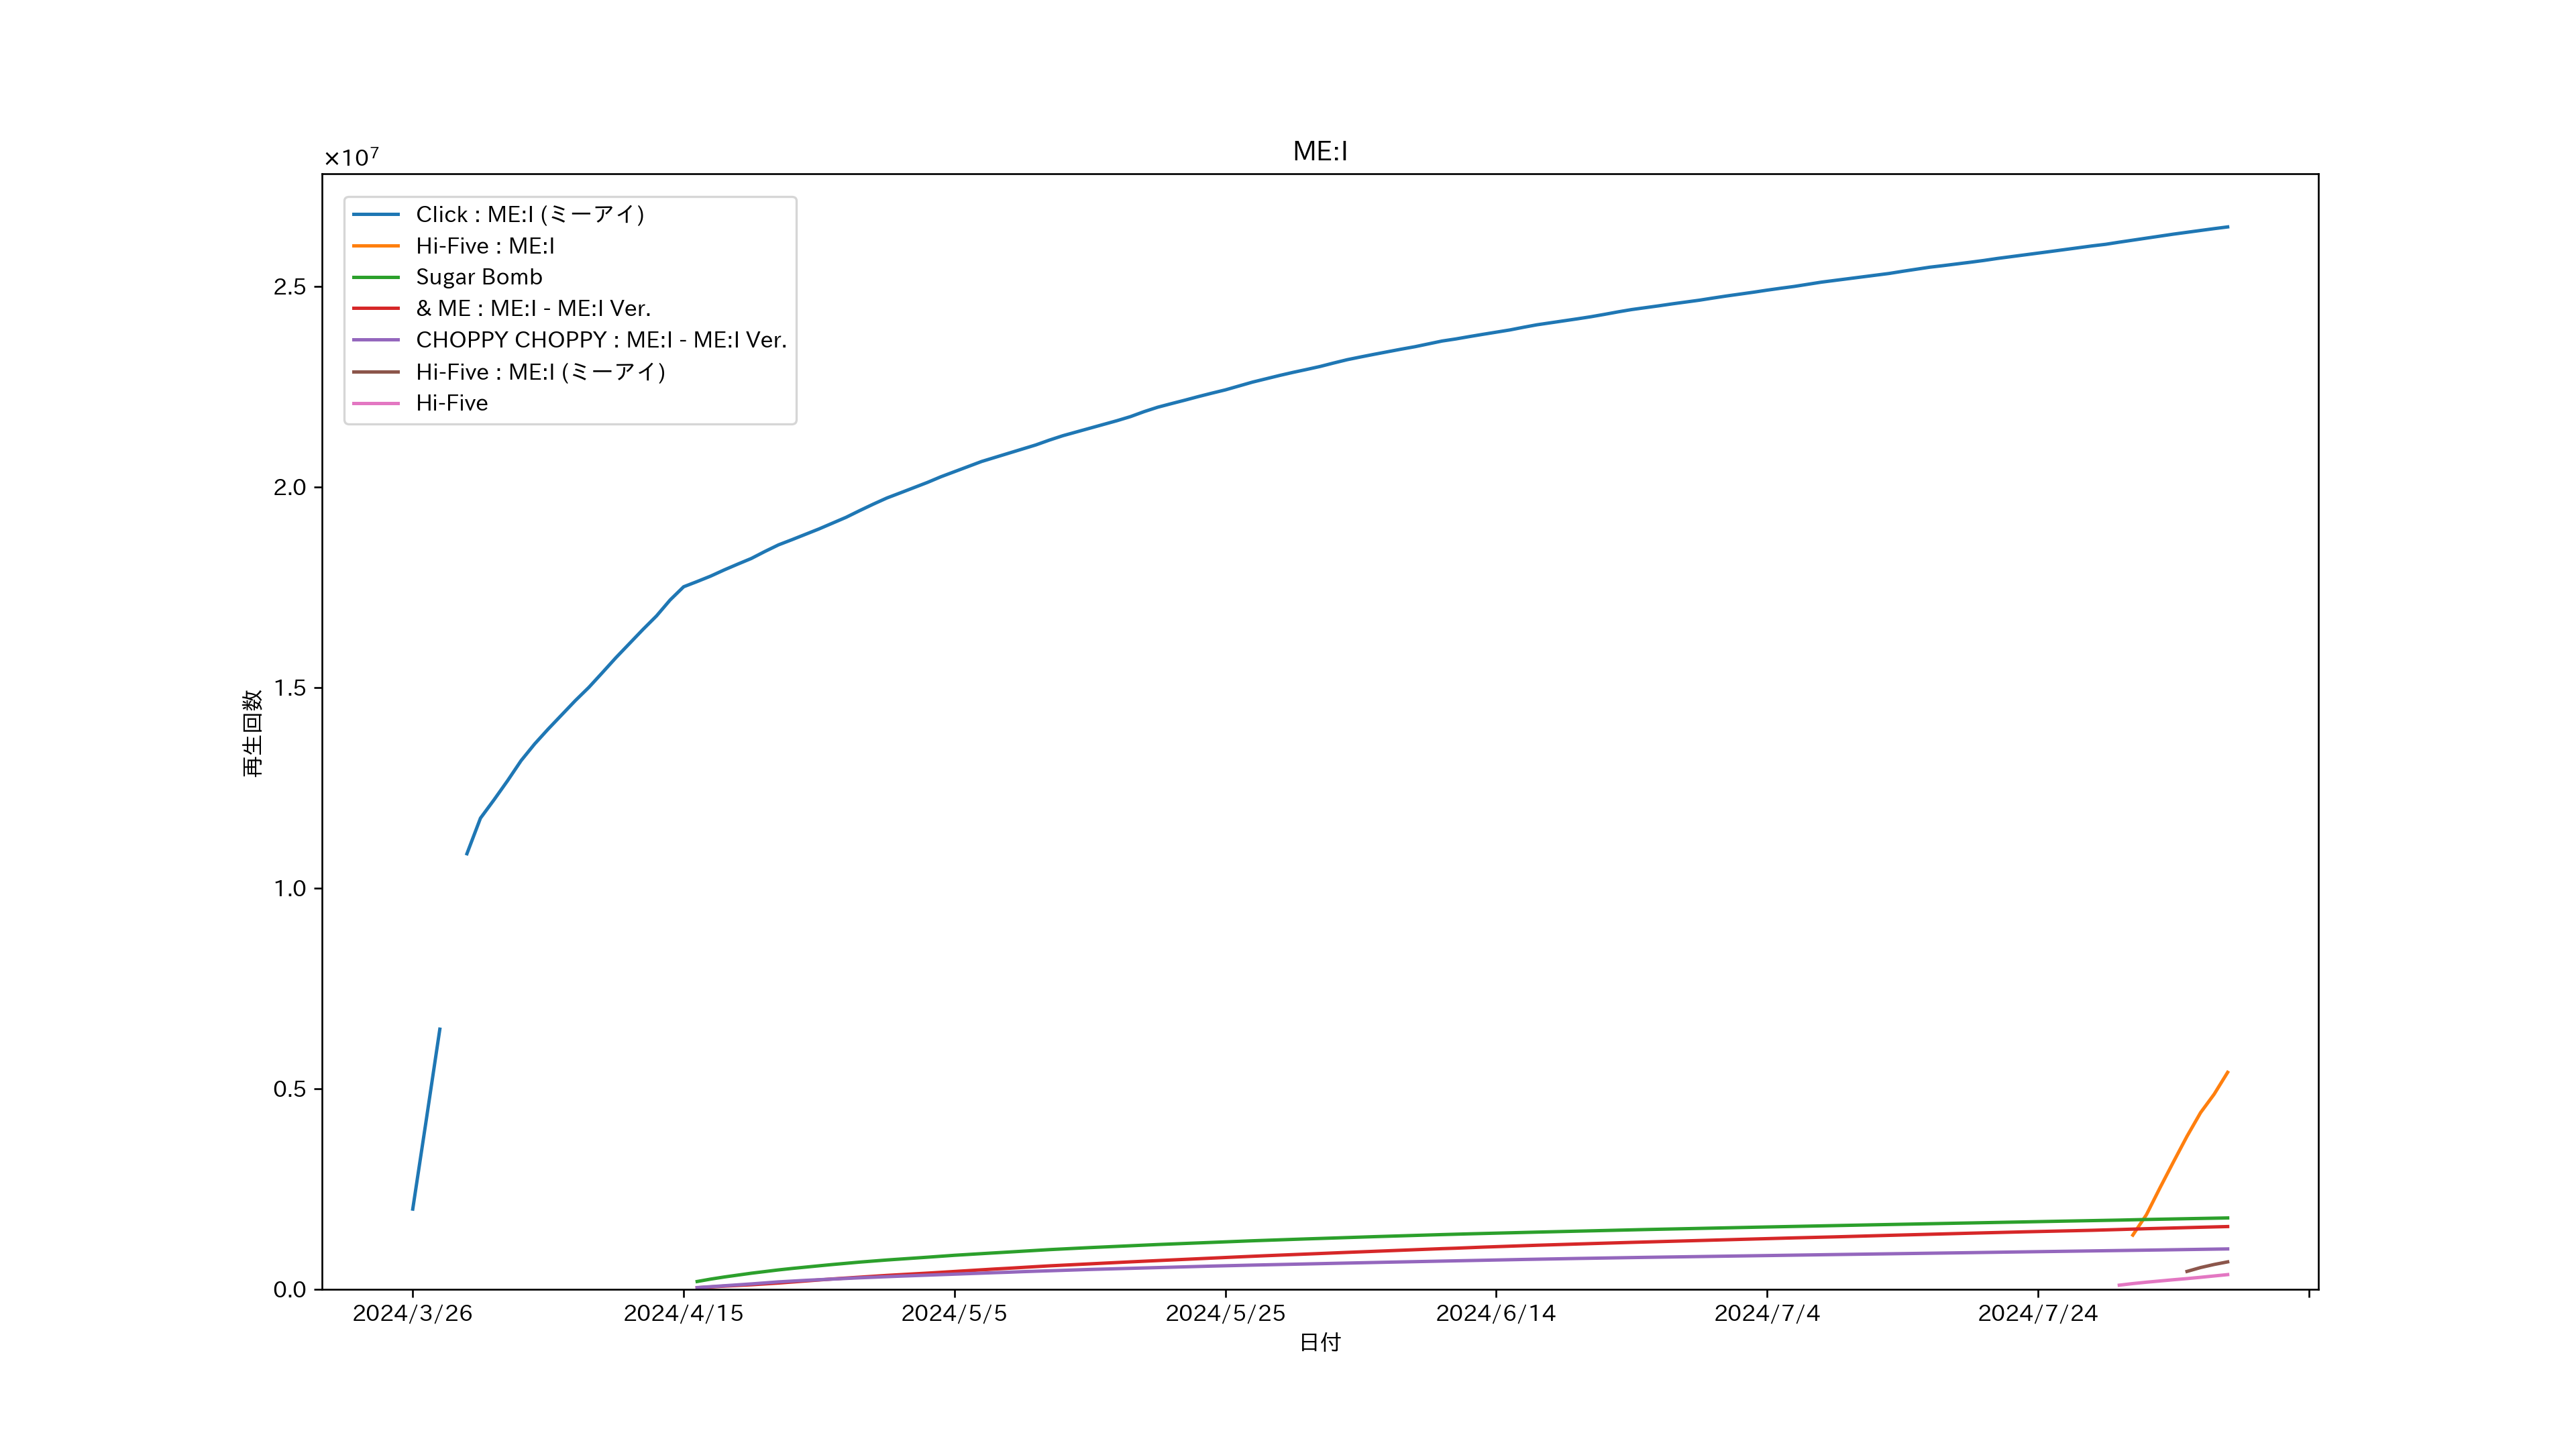 ME:I
×10⁷
Click : ME:I (ミーアイ)
Hi-Five : ME:I
Sugar Bomb
& ME : ME:I - ME:I Ver.
CHOPPY CHOPPY : ME:I - ME:I Ver.
Hi-Five : ME:I (ミーアイ)
Hi-Five
2.5
2.0
1.5
1.0
0.5
0.0
再生回数
2024/3/26 2024/4/15 2024/5/5 2024/5/25 2024/6/14 2024/7/4 2024/7/24
日付